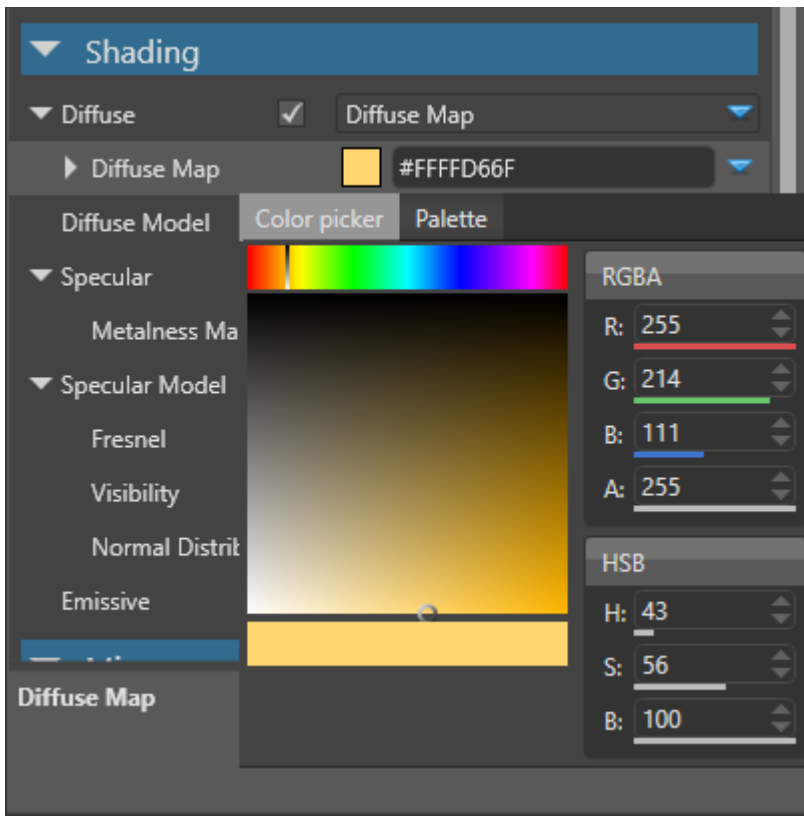 Shading
Diffuse Diffuse Map
Diffuse Map #FFFFD66F
Diffuse Model Color picker Palette
Specular RGBA
Metalness Ma R: 255
Specular Model G: 214
Fresnel B: 111
Visibility A: 255
Normal Distrib
HSB
Emissive H: 43
S: 56
Diffuse Map B: 100